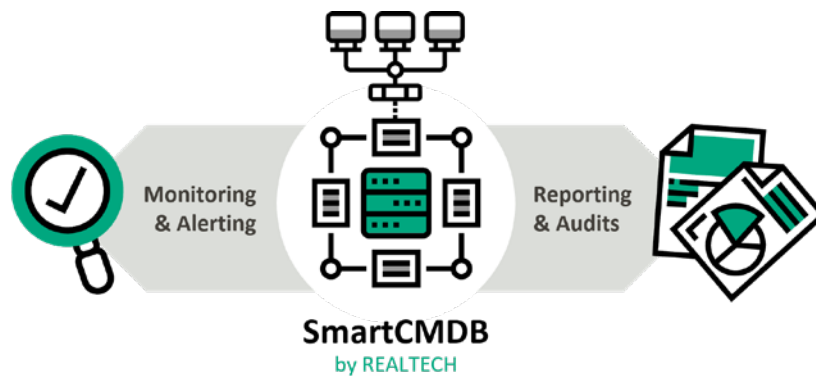 Monitoring
& Alerting
Reporting
& Audits
SmartCMDB
by REALTECH